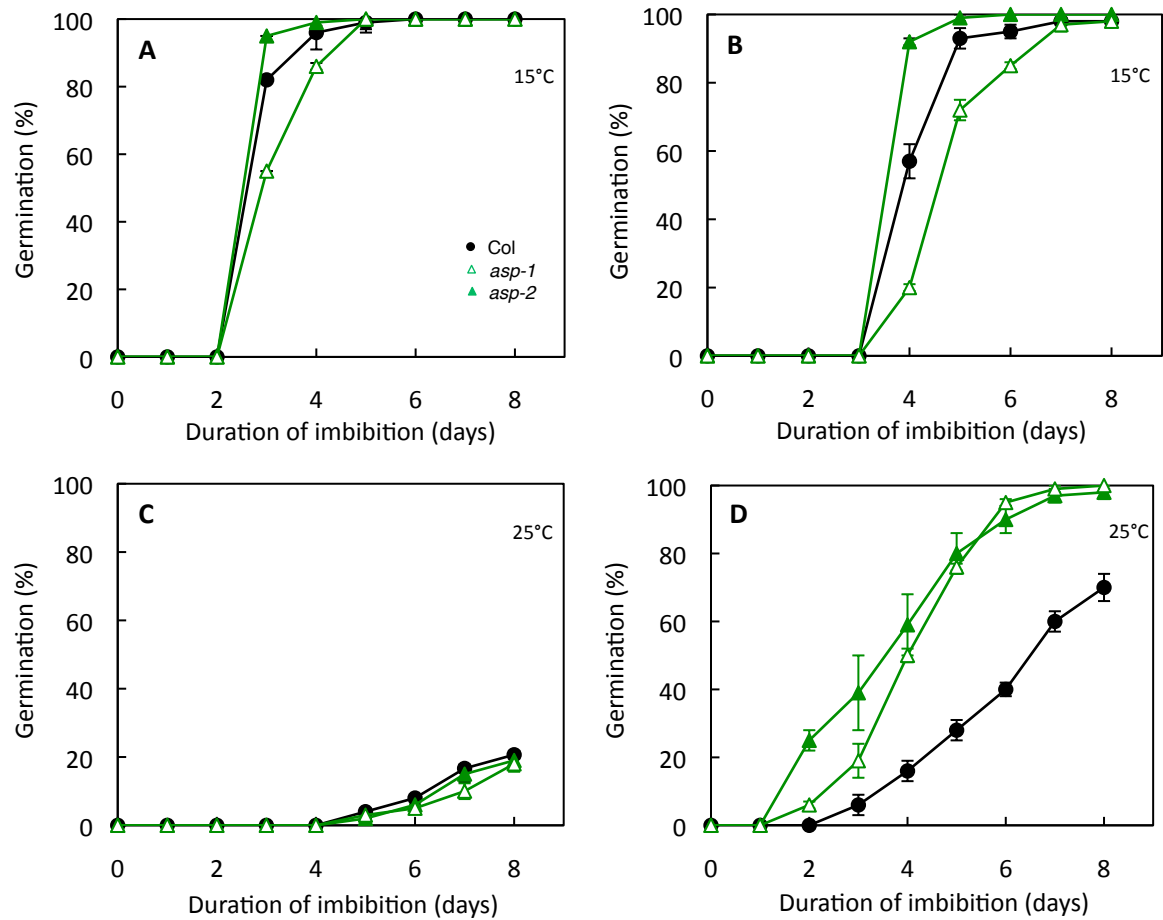 A
15°C
Germination (%)
100
80
60
40
20
0
Col
asp-1
asp-2
0 2 4 6 8
Duration of imbibition (days)
B
15°C
Germination (%)
100
80
60
40
20
0
0 2 4 6 8
Duration of imbibition (days)
C
25°C
Germination (%)
100
80
60
40
20
0
0 2 4 6 8
Duration of imbibition (days)
D
25°C
Germination (%)
100
80
60
40
20
0
0 2 4 6 8
Duration of imbibition (days)